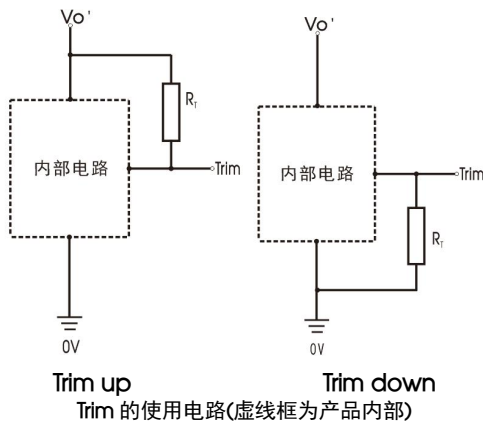 Vo'
Vo'
R_T
内部电路
Trim
内部电路
Trim
R_T
0V
0V
Trim up
Trim down
Trim 的使用电路(虚线框为产品内部)